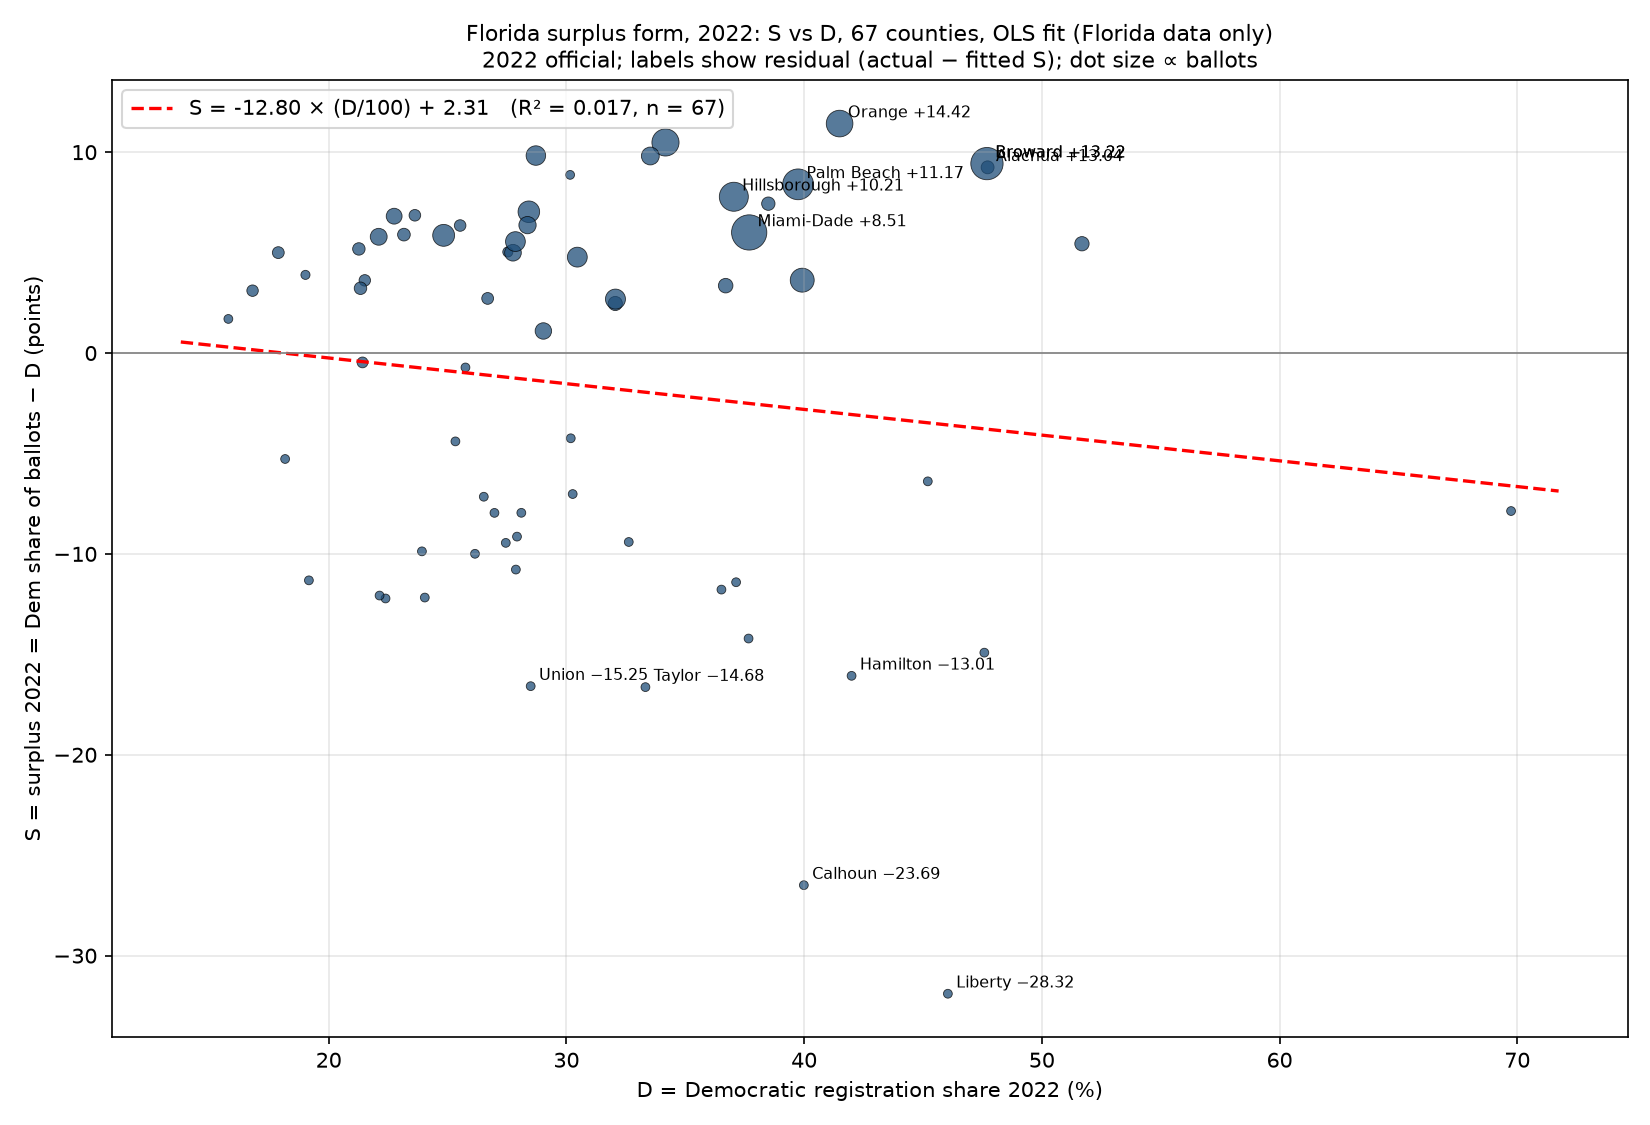 Florida surplus form, 2022: S vs D, 67 counties, OLS fit (Florida data only)
2022 official; labels show residual (actual − fitted S); dot size ∝ ballots
S = -12.80 × (D/100) + 2.31 (R² = 0.017, n = 67)
Orange +14.42
Broward +13.22
Alachua +13.04
Palm Beach +11.17
Hillsborough +10.21
Miami-Dade +8.51
Union −15.25
Taylor −14.68
Hamilton −13.01
Calhoun −23.69
Liberty −28.32
10
0
−10
−20
−30
S = surplus 2022 = Dem share of ballots − D (points)
20
30
40
50
60
70
D = Democratic registration share 2022 (%)